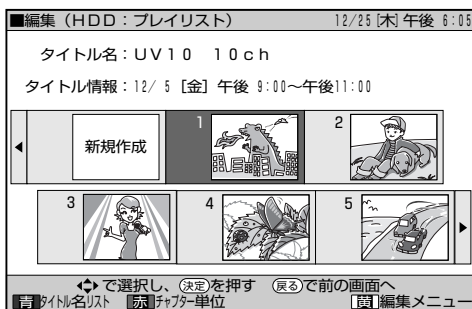 ■編集（HDD：プレイリスト） 12/25[木]午後 6:05
タイトル名：UV10 10ch
タイトル情報：12/ 5 [金] 午後 9:00～午後11:00
新規作成 1 2
3 4 5
で選択し、決定を押す 戻るで前の画面へ
青 タイトル名リスト 赤 チャプター単位 黄 編集メニュー